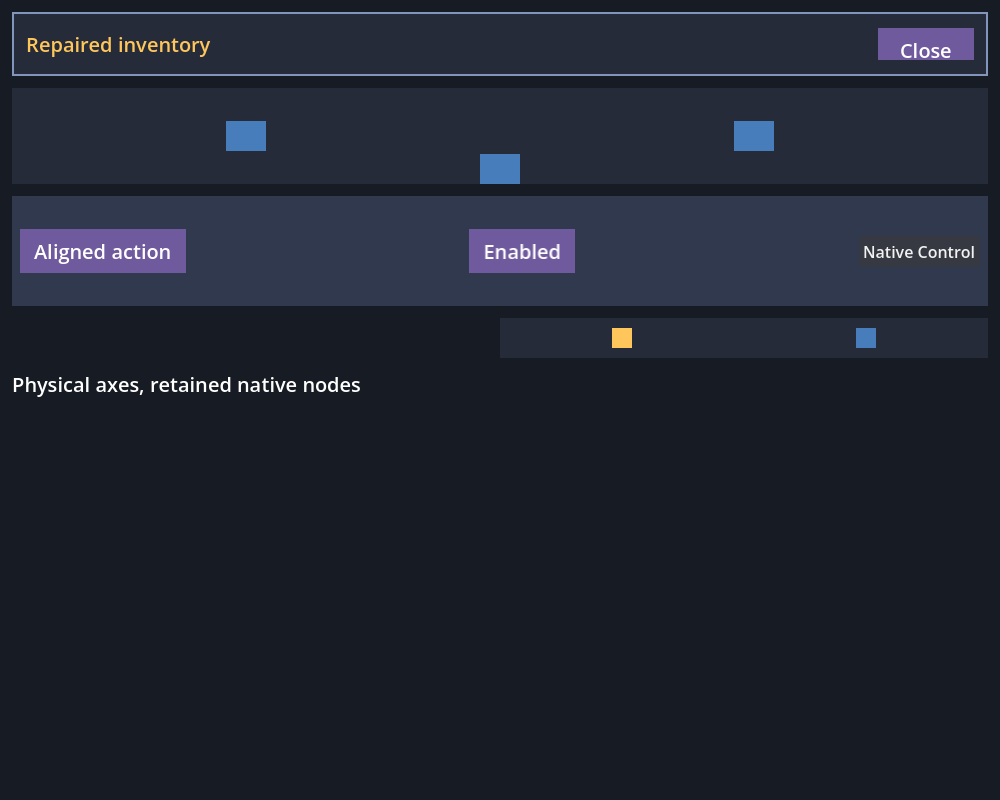 Repaired inventory
Close
Aligned action
Enabled
Native Control
Physical axes, retained native nodes